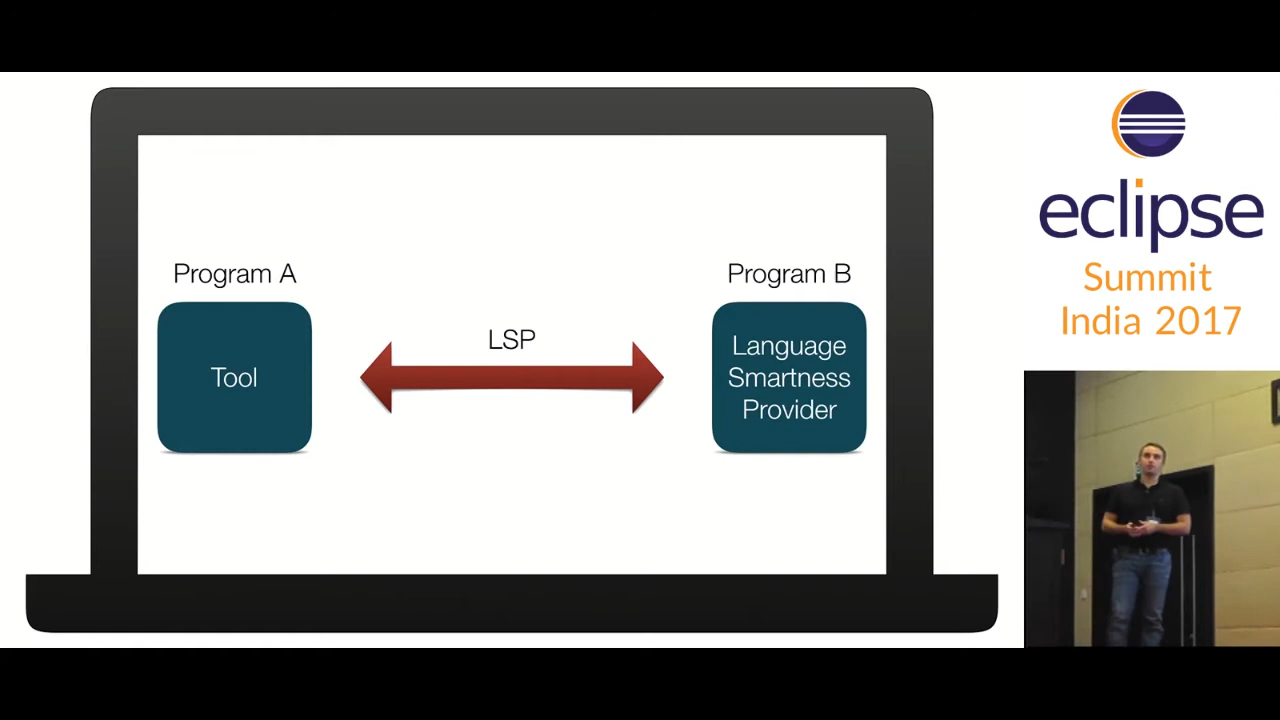 Program A
Tool
LSP
Program B
Language
Smartness
Provider
eclipse
Summit
India 2017